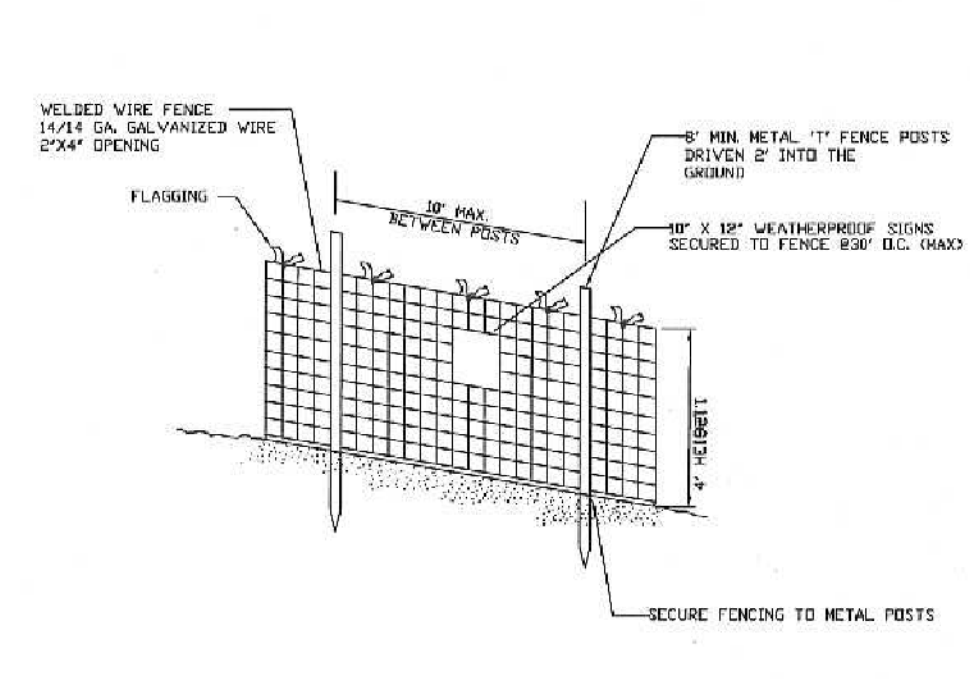 WELDED WIRE FENCE
14/14 GA. GALVANIZED WIRE
2"X4" OPENING
FLAGGING
10' MAX.
BETWEEN POSTS
8' MIN. METAL 'T' FENCE POSTS
DRIVEN 2' INTO THE
GROUND
10" X 12" WEATHERPROOF SIGNS
SECURED TO FENCE @30' O.C. (MAX)
4' HEIGHT
SECURE FENCING TO METAL POSTS